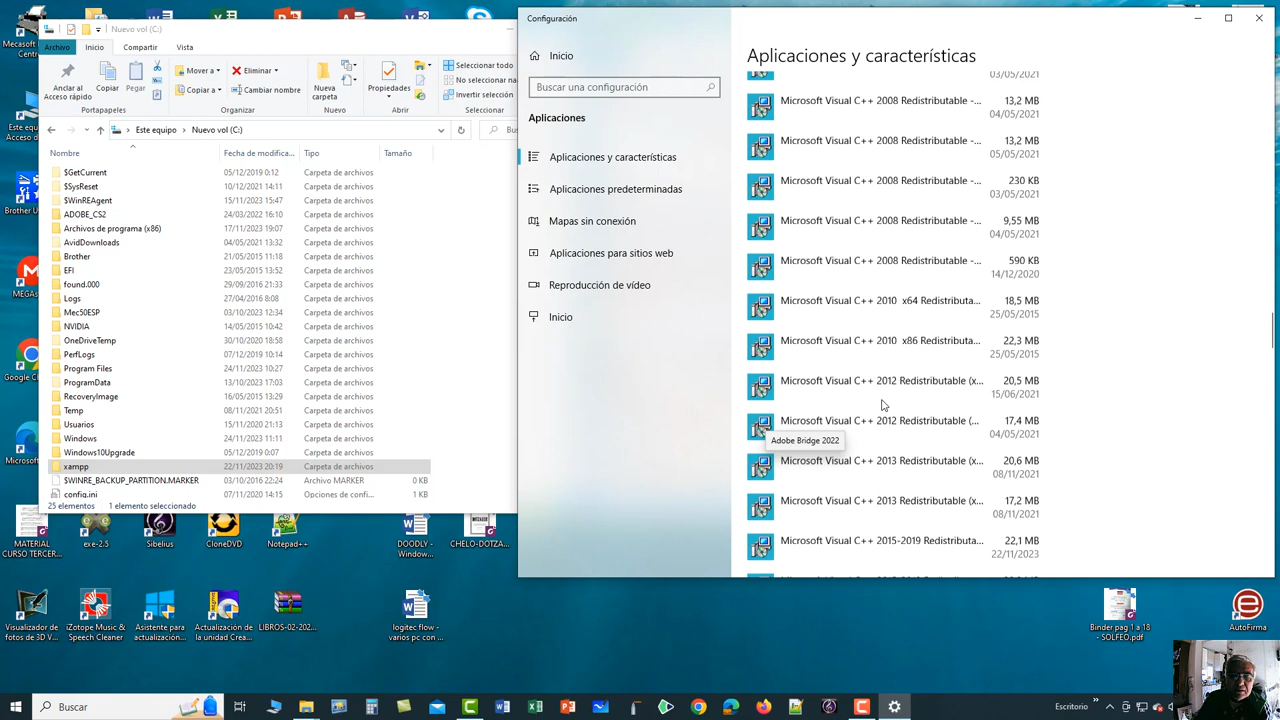 Nuevo vol (C:)
Archivo
Inicio
Compartir
Vista
Anclar al
Acceso rápido
Copiar
Pegar
Mover a
Copiar a
Eliminar
Cambiar nombre
Nueva
carpeta
Propiedades
Seleccionar todo
No seleccionar na
Invertir selección
Portapapeles
Organizar
Nuevo
Abrir
Seleccionar
Este equipo
Nuevo vol (C:)
Nombre
Fecha de modifica...
Tipo
Tamaño
$GetCurrent 05/12/2019 0:12 Carpeta de archivos
$SysReset 10/12/2021 14:11 Carpeta de archivos
$WinREAgent 15/11/2023 15:47 Carpeta de archivos
ADOBE_CS2 24/03/2022 16:10 Carpeta de archivos
Archivos de programa (x86) 17/11/2023 19:07 Carpeta de archivos
AvidDownloads 04/05/2021 13:32 Carpeta de archivos
Brother 21/05/2015 11:18 Carpeta de archivos
EFI 23/05/2015 13:52 Carpeta de archivos
found.000 29/09/2016 21:33 Carpeta de archivos
Logs 27/04/2016 8:08 Carpeta de archivos
Mec50ESP 03/10/2023 12:34 Carpeta de archivos
NVIDIA 14/05/2015 10:42 Carpeta de archivos
OneDriveTemp 30/10/2020 18:58 Carpeta de archivos
PerfLogs 07/12/2019 10:14 Carpeta de archivos
Program Files 24/11/2023 10:27 Carpeta de archivos
ProgramData 13/10/2023 17:03 Carpeta de archivos
RecoveryImage 16/05/2015 13:29 Carpeta de archivos
Temp 08/11/2021 20:51 Carpeta de archivos
Usuarios 15/11/2020 21:13 Carpeta de archivos
Windows 24/11/2023 11:11 Carpeta de archivos
Windows10Upgrade 05/12/2019 0:07 Carpeta de archivos
xampp 22/11/2023 20:19 Carpeta de archivos
$WINRE_BACKUP_PARTITION.MARKER 03/10/2016 22:24 Archivo MARKER 0 KB
config.ini 07/11/2020 14:15 Opciones de confi... 1 KB
25 elementos 1 elemento seleccionado
Configuración
Inicio
Buscar una configuración
Aplicaciones
Aplicaciones y características
Aplicaciones predeterminadas
Mapas sin conexión
Aplicaciones para sitios web
Reproducción de vídeo
Inicio
Aplicaciones y características
03/05/2021
Microsoft Visual C++ 2008 Redistributable -... 13,2 MB
04/05/2021
Microsoft Visual C++ 2008 Redistributable -... 13,2 MB
05/05/2021
Microsoft Visual C++ 2008 Redistributable -... 230 KB
03/05/2021
Microsoft Visual C++ 2008 Redistributable -... 9,55 MB
04/05/2021
Microsoft Visual C++ 2008 Redistributable -... 590 KB
14/12/2020
Microsoft Visual C++ 2010 x64 Redistributa... 18,5 MB
25/05/2015
Microsoft Visual C++ 2010 x86 Redistributa... 22,3 MB
25/05/2015
Microsoft Visual C++ 2012 Redistributable (x... 20,5 MB
15/06/2021
Microsoft Visual C++ 2012 Redistributable (... 17,4 MB
04/05/2021
Adobe Bridge 2022
Microsoft Visual C++ 2013 Redistributable (x... 20,6 MB
08/11/2021
Microsoft Visual C++ 2013 Redistributable (x... 17,2 MB
08/11/2021
Microsoft Visual C++ 2015-2019 Redistributa... 22,1 MB
22/11/2023
MATERIAL
CURSO TERCER...
exe-2.5
Sibelius
CloneDVD
Notepad++
DOODLY -
Window...
CHELO-DOTZA...
Visualizador de
fotos de 3D V...
iZotope Music &
Speech Cleaner
Asistente para
actualización...
Actualización de
la unidad Crea...
LIBROS-02-202...
logitec flow -
varios pc con ...
Binder pag 1 a 18
- SOLFEO.pdf
AutoFirma
Buscar
Escritorio